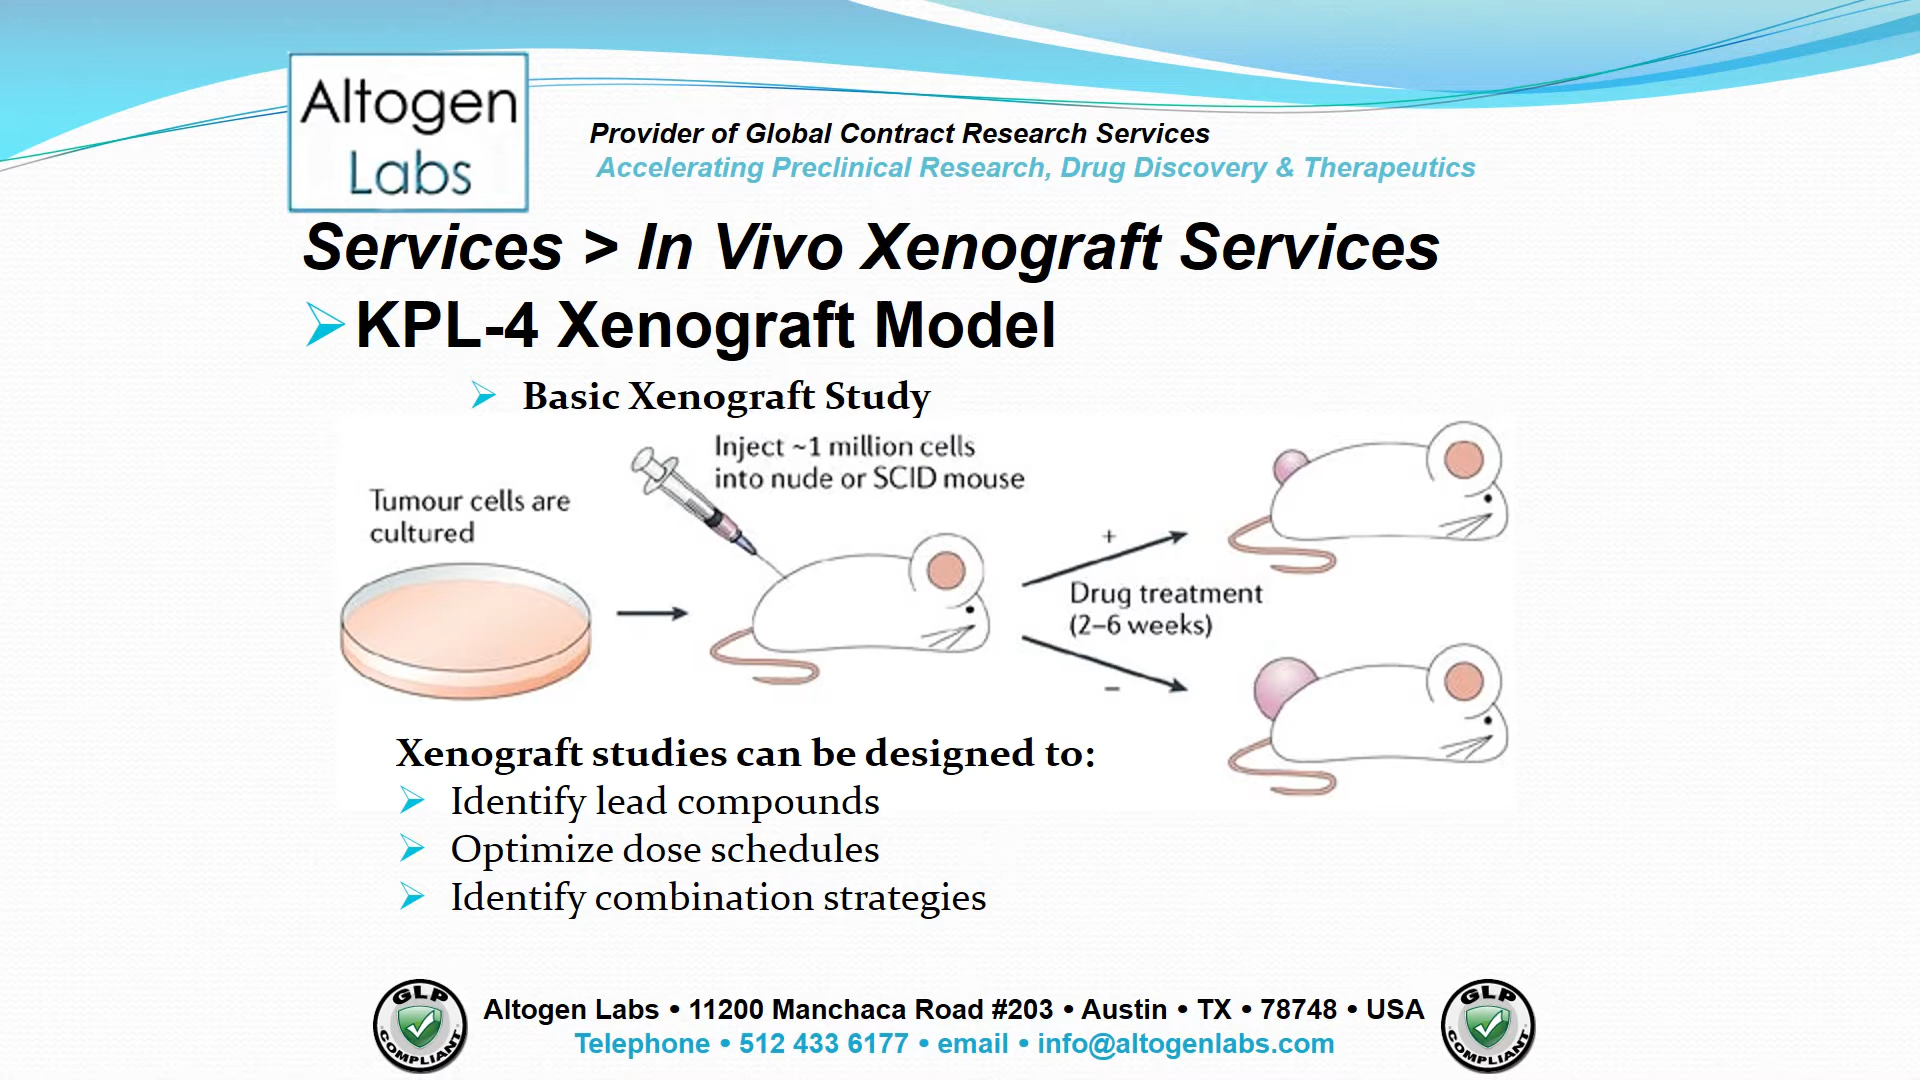 Altogen
Labs
Provider of Global Contract Research Services
Accelerating Preclinical Research, Drug Discovery & Therapeutics
Services > In Vivo Xenograft Services
KPL-4 Xenograft Model
Basic Xenograft Study
Inject ~1 million cells
into nude or SCID mouse
Tumour cells are
cultured
+
Drug treatment
(2–6 weeks)
–
Xenograft studies can be designed to:
Identify lead compounds
Optimize dose schedules
Identify combination strategies
GLP
COMPLIANT
Altogen Labs • 11200 Manchaca Road #203 • Austin • TX • 78748 • USA
Telephone • 512 433 6177 • email • info@altogenlabs.com
GLP
COMPLIANT